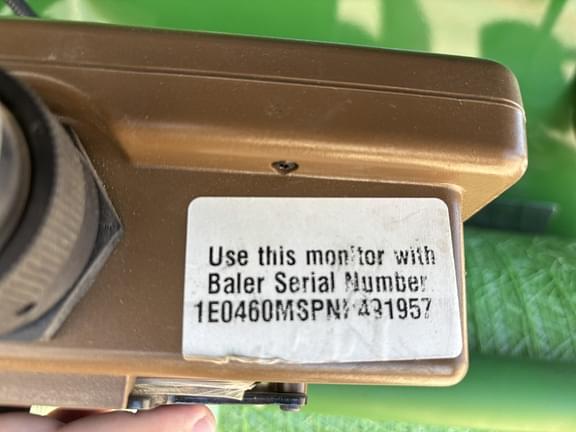 Use this monitor with
Baler Serial Number